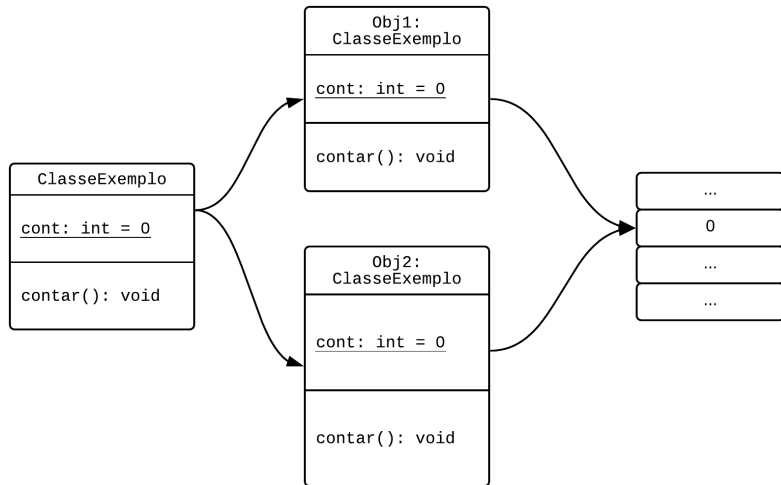 ClasseExemplo
cont: int = 0
contar(): void
Obj1:
ClasseExemplo
cont: int = 0
contar(): void
Obj2:
ClasseExemplo
cont: int = 0
contar(): void
...
0
...
...